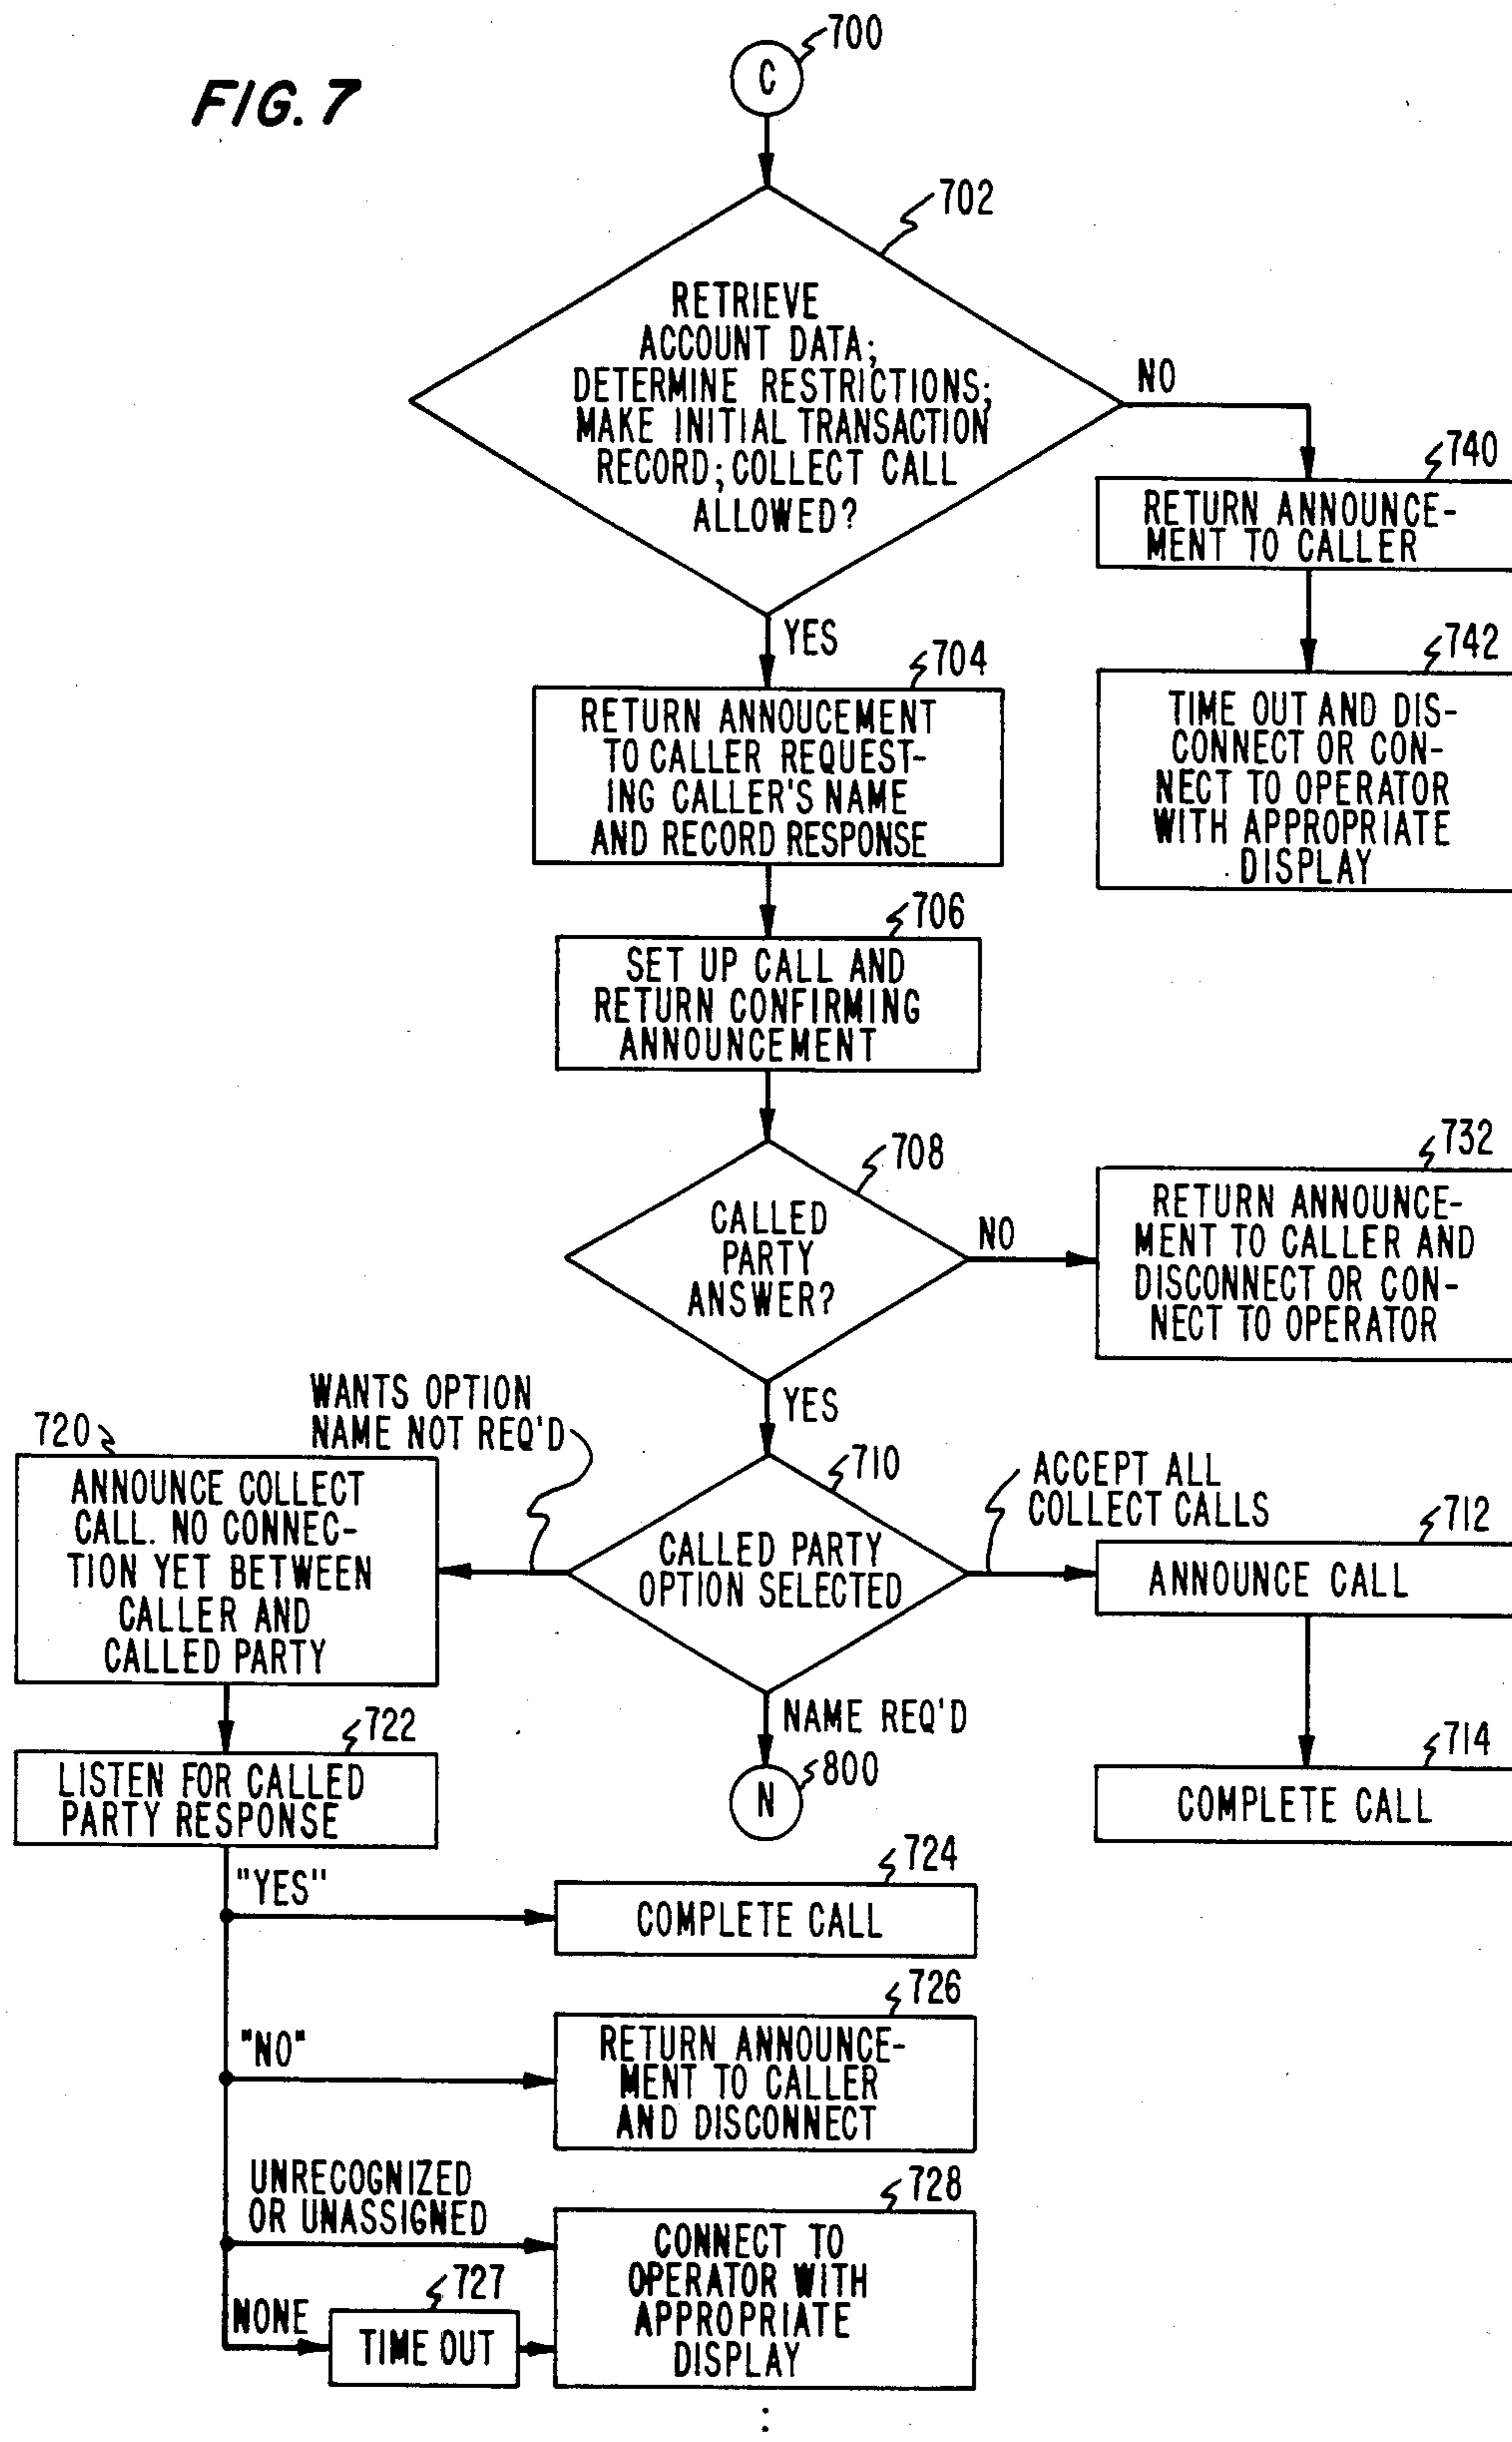 FIG. 7
700
C
702
RETRIEVE
ACCOUNT DATA;
DETERMINE RESTRICTIONS;
MAKE INITIAL TRANSACTION
RECORD; COLLECT CALL
ALLOWED?
NO
740
RETURN ANNOUNCE-
MENT TO CALLER
742
TIME OUT AND DIS-
CONNECT OR CON-
NECT TO OPERATOR
WITH APPROPRIATE
DISPLAY
YES
704
RETURN ANNOUCEMENT
TO CALLER REQUEST-
ING CALLER'S NAME
AND RECORD RESPONSE
706
SET UP CALL AND
RETURN CONFIRMING
ANNOUNCEMENT
708
CALLED
PARTY
ANSWER?
NO
732
RETURN ANNOUNCE-
MENT TO CALLER AND
DISCONNECT OR CON-
NECT TO OPERATOR
YES
WANTS OPTION
NAME NOT REQ'D
710
CALLED PARTY
OPTION SELECTED
ACCEPT ALL
COLLECT CALLS
712
ANNOUNCE CALL
714
COMPLETE CALL
720
ANNOUNCE COLLECT
CALL. NO CONNEC-
TION YET BETWEEN
CALLER AND
CALLED PARTY
NAME REQ'D
800
N
722
LISTEN FOR CALLED
PARTY RESPONSE
"YES"
724
COMPLETE CALL
"NO"
726
RETURN ANNOUNCE-
MENT TO CALLER
AND DISCONNECT
UNRECOGNIZED
OR UNASSIGNED
728
CONNECT TO
OPERATOR WITH
APPROPRIATE
DISPLAY
NONE
727
TIME OUT